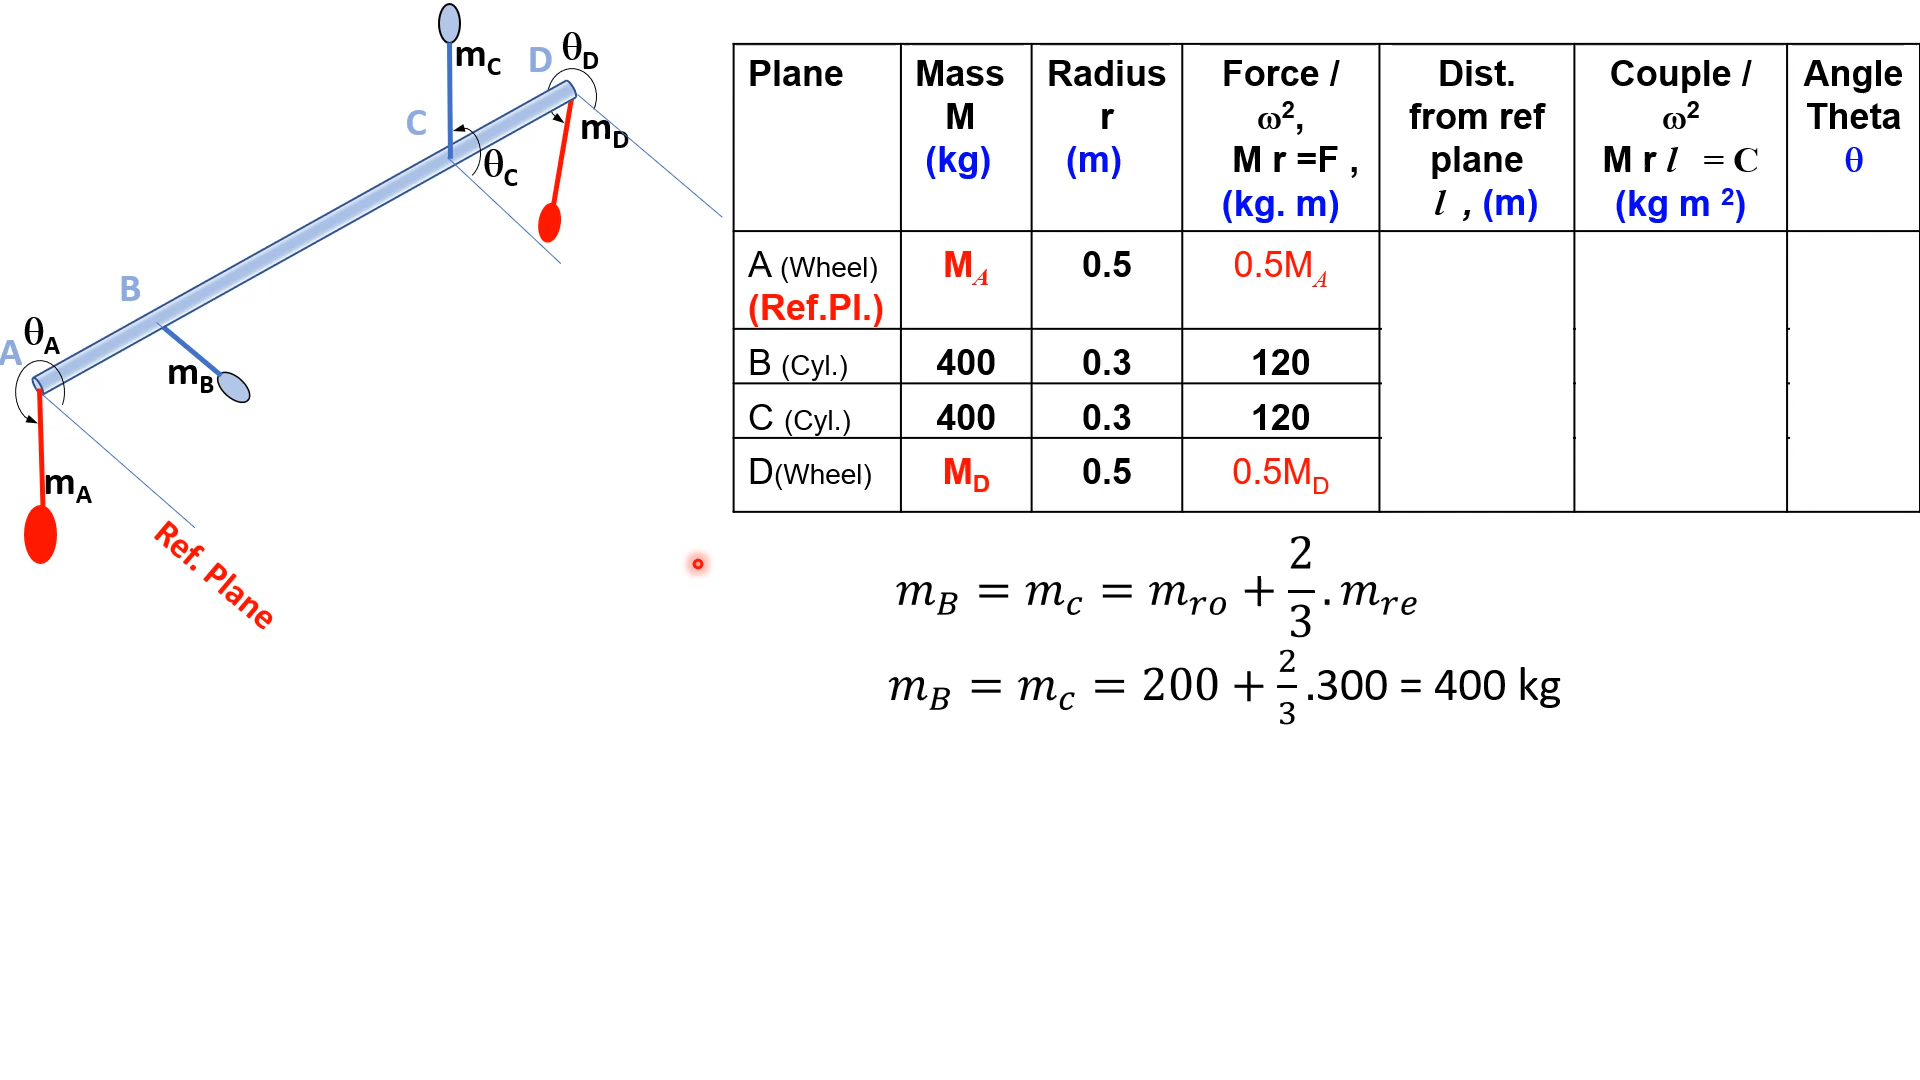 m_C
D θ_D
C
m_D
θ_C
B
θ_A
A
m_B
m_A
Ref. Plane
Plane | Mass M (kg) | Radius r (m) | Force / ω², M r =F , (kg. m) | Dist. from ref plane l , (m) | Couple / ω² M r l = C (kg m ²) | Angle Theta θ
A (Wheel) (Ref.Pl.) | M_A | 0.5 | 0.5M_A
B (Cyl.) | 400 | 0.3 | 120
C (Cyl.) | 400 | 0.3 | 120
D(Wheel) | M_D | 0.5 | 0.5M_D
m_B = m_c = m_ro + 2/3 . m_re
m_B = m_c = 200 + 2/3 .300 = 400 kg